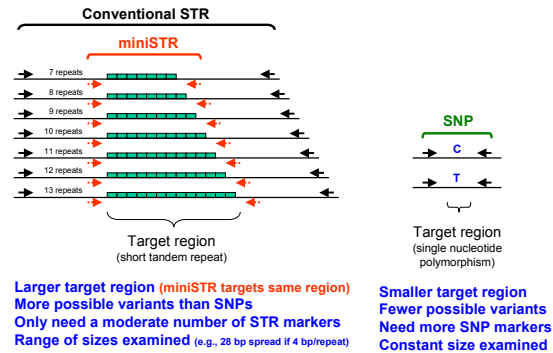 Conventional STR
miniSTR
7 repeats
8 repeats
9 repeats
10 repeats
11 repeats
12 repeats
13 repeats
Target region
(short tandem repeat)
Larger target region (miniSTR targets same region)
More possible variants than SNPs
Only need a moderate number of STR markers
Range of sizes examined (e.g., 28 bp spread if 4 bp/repeat)
SNP
C
T
Target region
(single nucleotide
polymorphism)
Smaller target region
Fewer possible variants
Need more SNP markers
Constant size examined